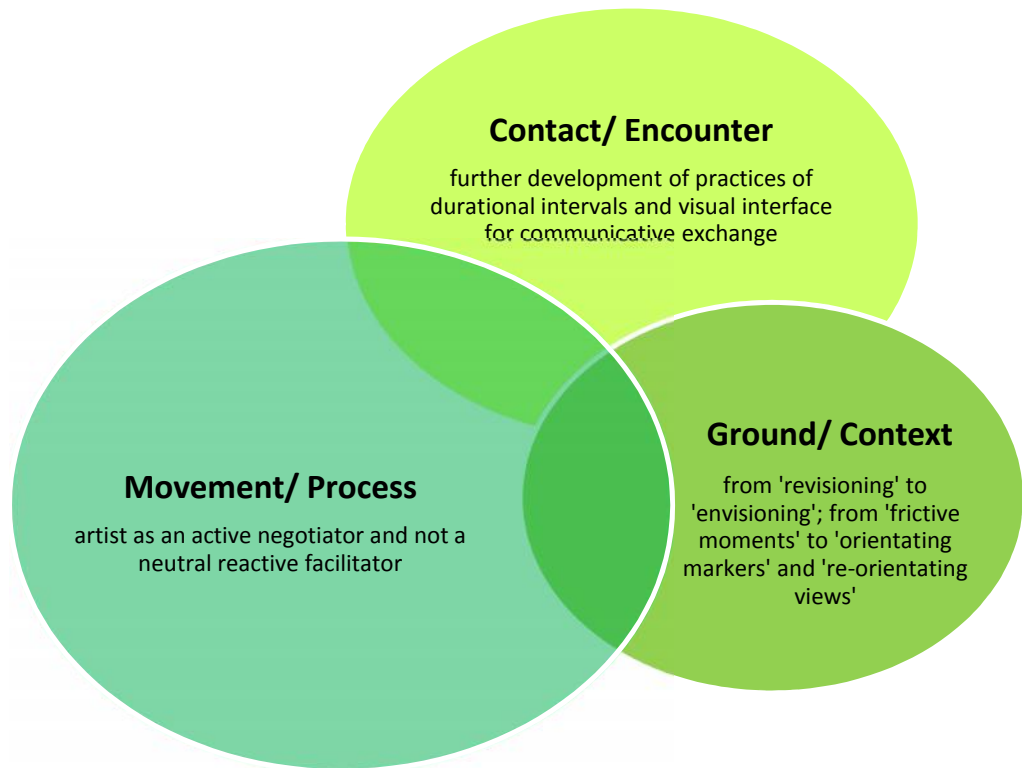 Contact/ Encounter
further development of practices of
durational intervals and visual interface
for communicative exchange
Movement/ Process
artist as an active negotiator and not a
neutral reactive facilitator
Ground/ Context
from 'revisioning' to
'envisioning'; from 'frictive
moments' to 'orientating
markers' and 're-orientating
views'